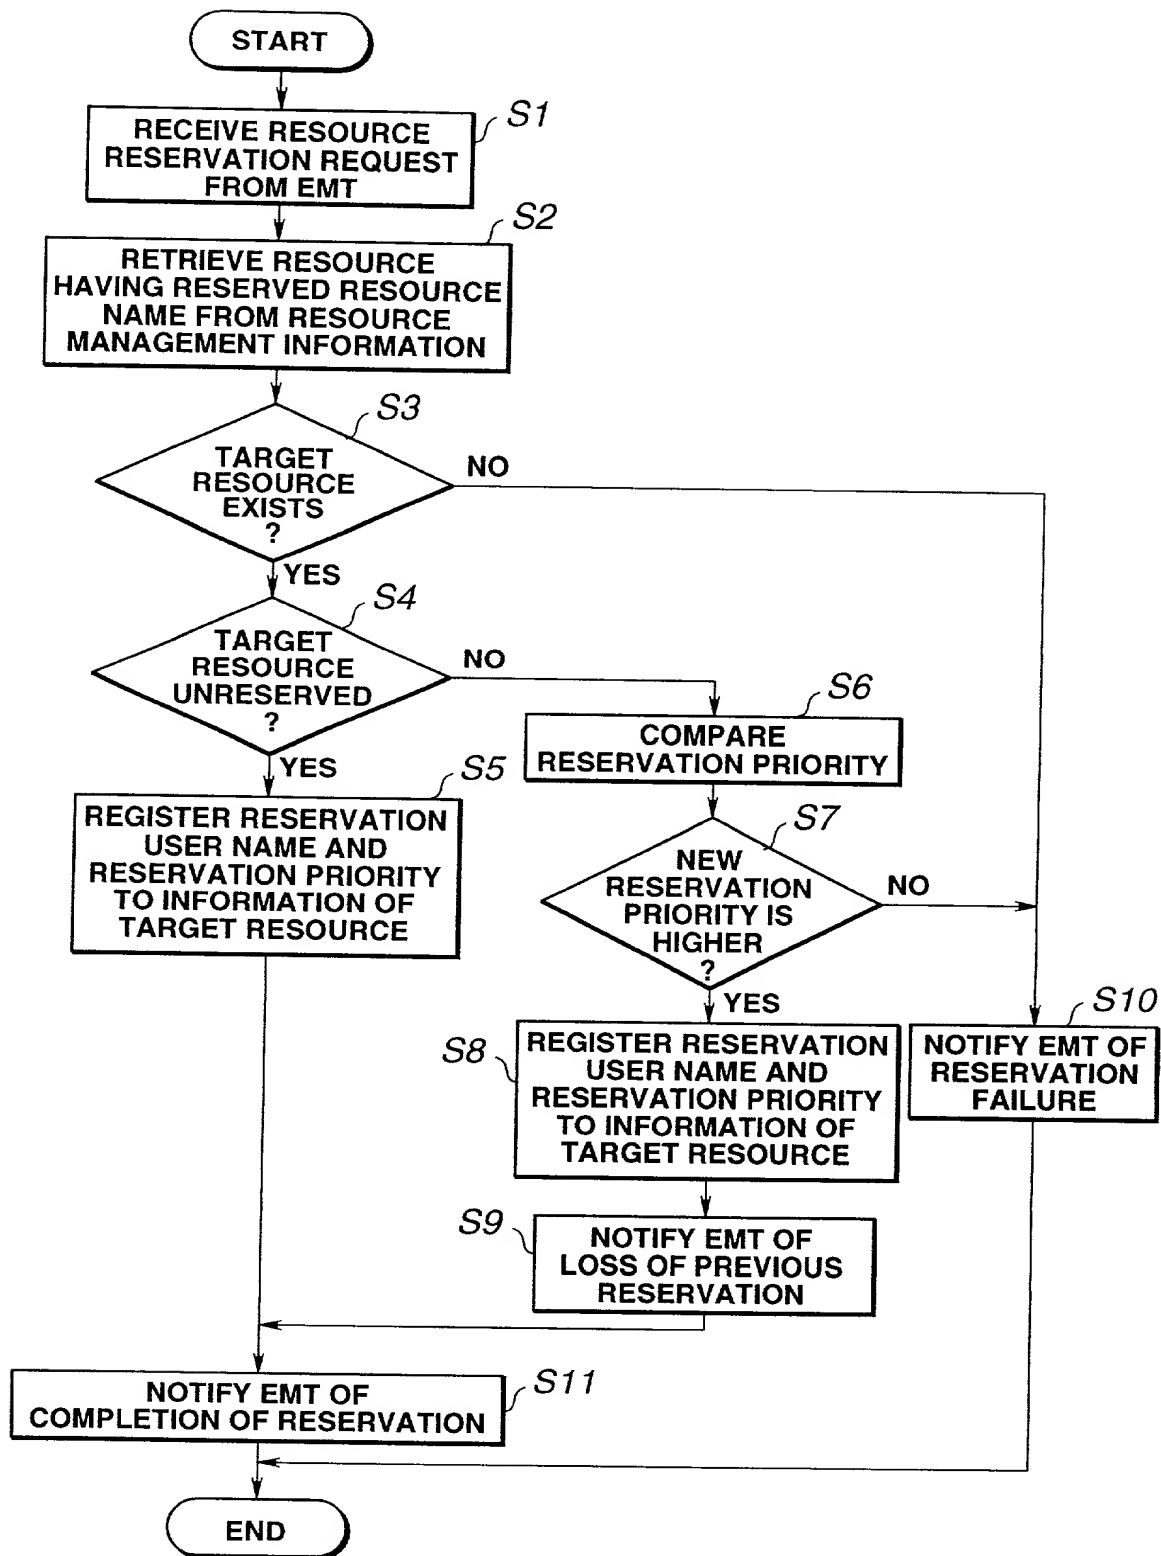 START
S1
RECEIVE RESOURCE
RESERVATION REQUEST
FROM EMT
S2
RETRIEVE RESOURCE
HAVING RESERVED RESOURCE
NAME FROM RESOURCE
MANAGEMENT INFORMATION
S3
TARGET
RESOURCE
EXISTS
?
NO
YES
S4
TARGET
RESOURCE
UNRESERVED
?
NO
YES
S5
REGISTER RESERVATION
USER NAME AND
RESERVATION PRIORITY
TO INFORMATION OF
TARGET RESOURCE
S6
COMPARE
RESERVATION PRIORITY
S7
NEW
RESERVATION
PRIORITY IS
HIGHER
?
NO
YES
S8
REGISTER RESERVATION
USER NAME AND
RESERVATION PRIORITY
TO INFORMATION OF
TARGET RESOURCE
S10
NOTIFY EMT OF
RESERVATION
FAILURE
S9
NOTIFY EMT OF
LOSS OF PREVIOUS
RESERVATION
S11
NOTIFY EMT OF
COMPLETION OF RESERVATION
END